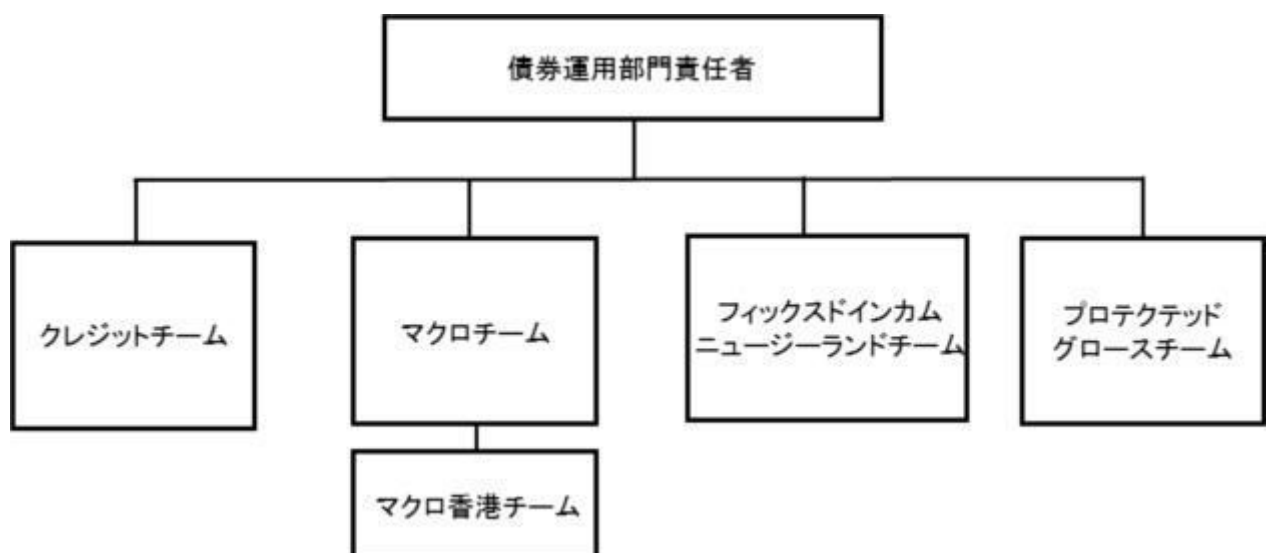 債券運用部門責任者
クレジットチーム
マクロチーム
フィックスドインカム
ニュージーランドチーム
プロテクテッド
グロースチーム
マクロ香港チーム